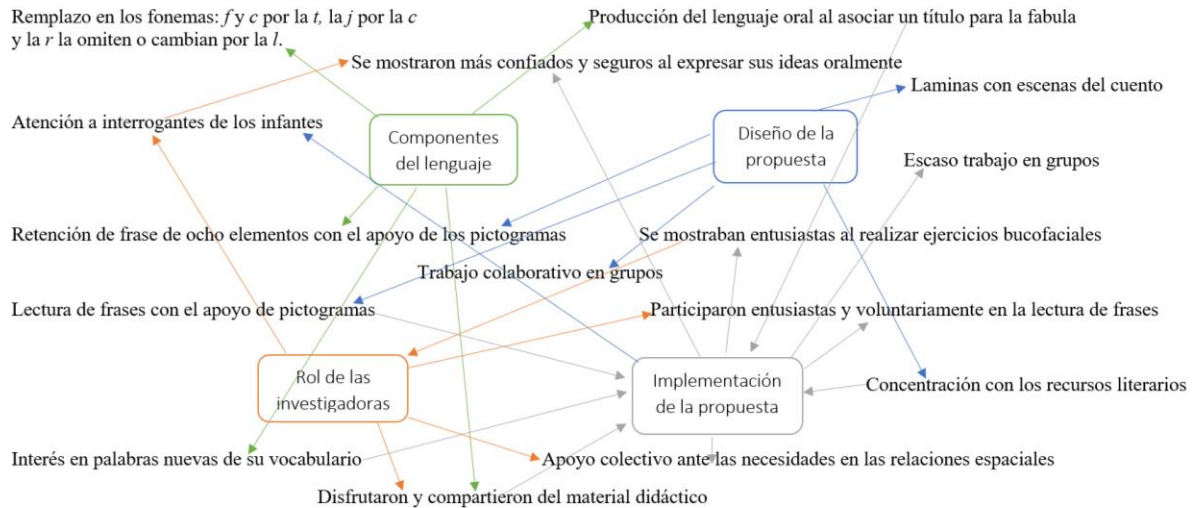 Remplazo en los fonemas: f y c por la t, la j por la c
y la r la omiten o cambian por la l.
Producción del lenguaje oral al asociar un título para la fabula
Se mostraron más confiados y seguros al expresar sus ideas oralmente
Laminas con escenas del cuento
Atención a interrogantes de los infantes
Componentes
del lenguaje
Diseño de la
propuesta
Escaso trabajo en grupos
Retención de frase de ocho elementos con el apoyo de los pictogramas
Se mostraban entusiastas al realizar ejercicios bucofaciales
Trabajo colaborativo en grupos
Lectura de frases con el apoyo de pictogramas
Participaron entusiastas y voluntariamente en la lectura de frases
Rol de las
investigadoras
Implementación
de la propuesta
Concentración con los recursos literarios
Interés en palabras nuevas de su vocabulario
Apoyo colectivo ante las necesidades en las relaciones espaciales
Disfrutaron y compartieron del material didáctico